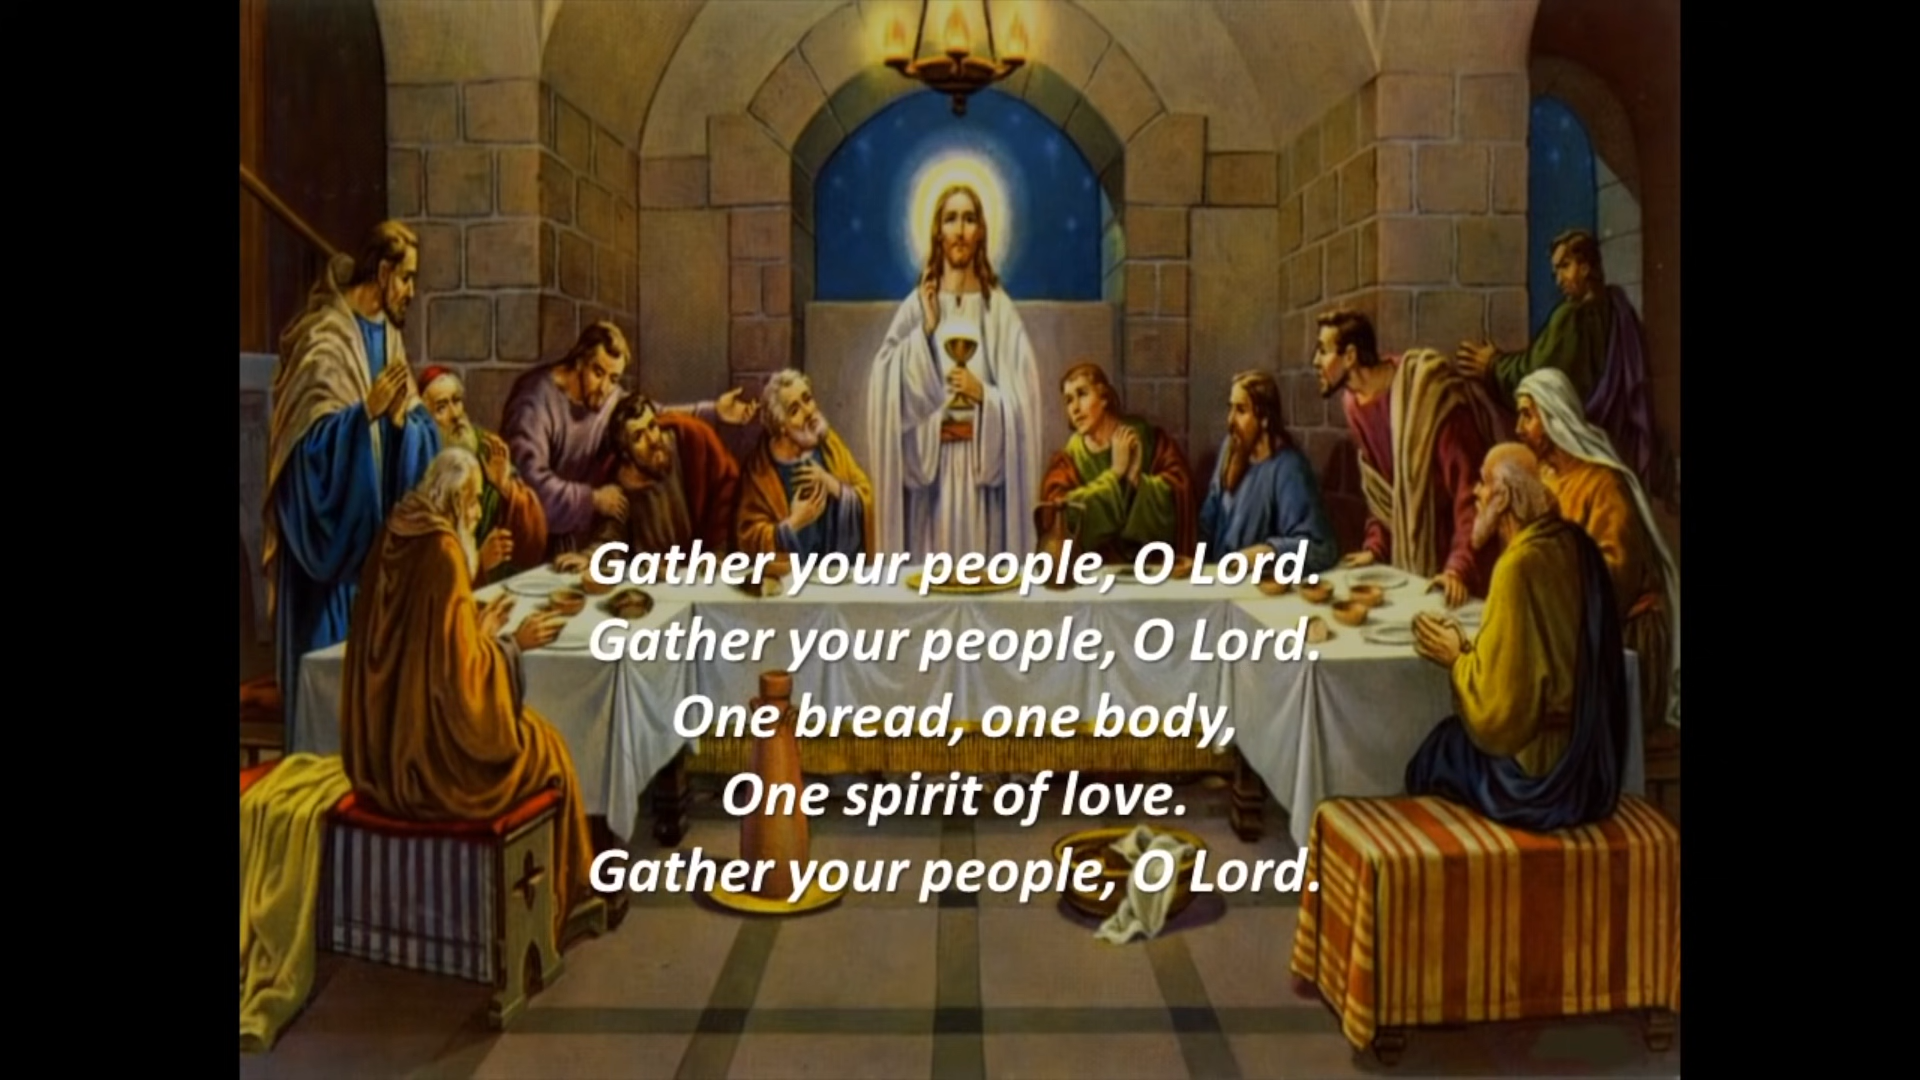 Gather your people, O Lord.
Gather your people, O Lord.
One bread, one body,
One spirit of love.
Gather your people, O Lord.